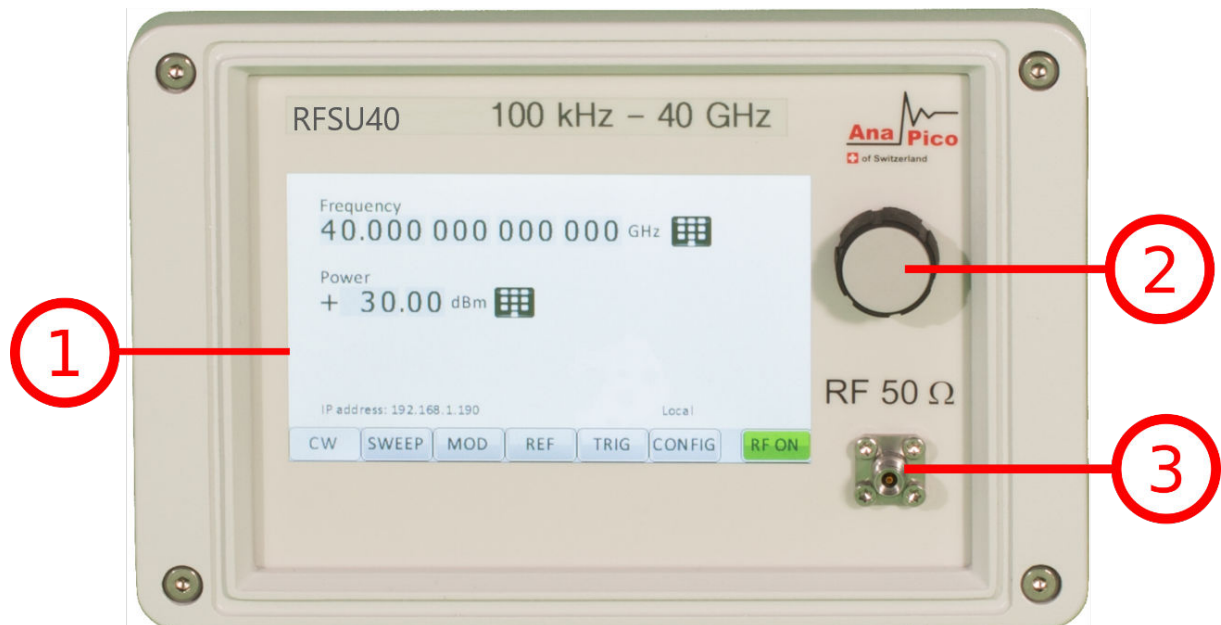 RFSU40 100 kHz – 40 GHz
Ana Pico
of Switzerland
Frequency
40.000 000 000 000 GHz
Power
+ 30.00 dBm
IP address: 192.168.1.190 Local
CW SWEEP MOD REF TRIG CONFIG RF ON
RF 50 Ω
1
2
3